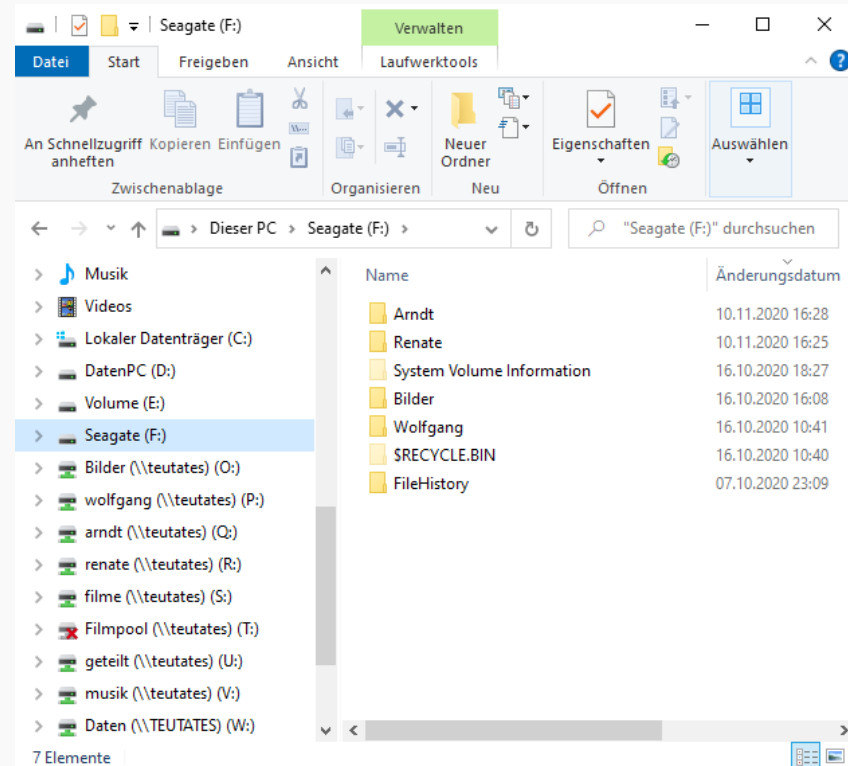 Seagate (F:)
Verwalten
Datei Start Freigeben Ansicht Laufwerktools
An Schnellzugriff anheften
Kopieren
Einfügen
Neuer Ordner
Eigenschaften
Auswählen
Zwischenablage
Organisieren
Neu
Öffnen
Dieser PC > Seagate (F:) >
"Seagate (F:)" durchsuchen
Musik
Videos
Lokaler Datenträger (C:)
DatenPC (D:)
Volume (E:)
Seagate (F:)
Bilder (\\teutates) (O:)
wolfgang (\\teutates) (P:)
arndt (\\teutates) (Q:)
renate (\\teutates) (R:)
filme (\\teutates) (S:)
Filmpool (\\teutates) (T:)
geteilt (\\teutates) (U:)
musik (\\teutates) (V:)
Daten (\\TEUTATES) (W:)
Name Änderungsdatum
Arndt 10.11.2020 16:28
Renate 10.11.2020 16:25
System Volume Information 16.10.2020 18:27
Bilder 16.10.2020 16:08
Wolfgang 16.10.2020 10:41
$RECYCLE.BIN 16.10.2020 10:40
FileHistory 07.10.2020 23:09
7 Elemente